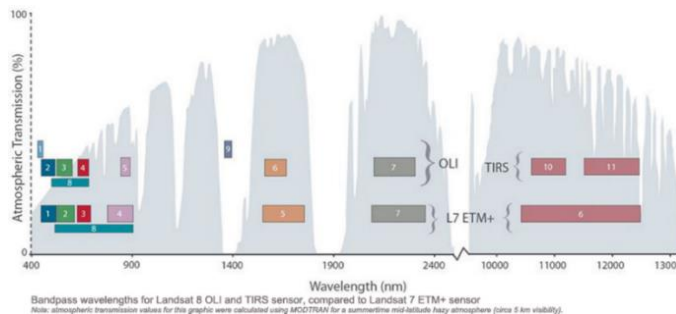 100
Atmospheric Transmission (%)
0
1
9
2 3 4 5 6 7 OLI TIRS 10 11
8
1 2 3 4 5 7 L7 ETM+ 6
8
400 900 1400 1900 2400 10000 11000 12000 13000
Wavelength (nm)
Bandpass wavelengths for Landsat 8 OLI and TIRS sensor, compared to Landsat 7 ETM+ sensor
Note: atmospheric transmission values for this graphic were calculated using MODTRAN for a summertime mid-latitude hazy atmosphere (circa 5 km visibility).